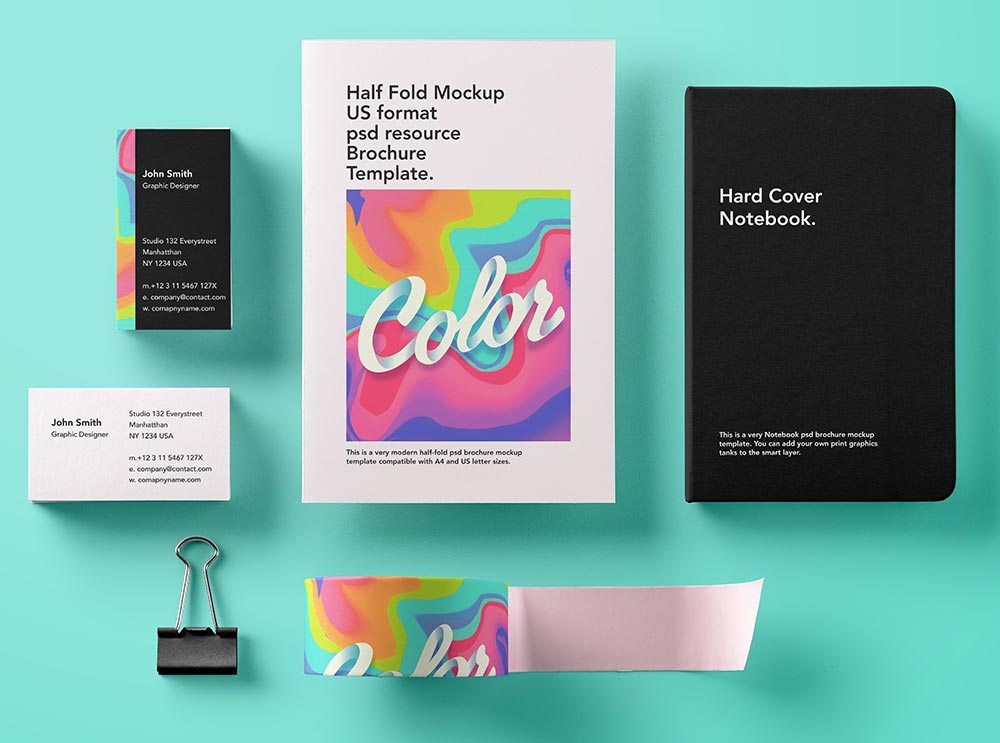 Half Fold Mockup
US format
psd resource
Brochure
Template.
Color
This is a very modern half-fold psd brochure mockup
template compatible with A4 and US letter sizes.
John Smith
Graphic Designer
Studio 132 Everystreet
Manhatthan
NY 1234 USA
m.+12 3 11 5467 127X
e. company@contact.com
w. comapnyname.com
John Smith
Graphic Designer
Studio 132 Everystreet
Manhatthan
NY 1234 USA
m.+12 3 11 5467 127X
e. company@contact.com
w. comapnyname.com
Hard Cover
Notebook.
This is a very Notebook psd brochure mockup
template. You can add your own print graphics
tanks to the smart layer.
Color